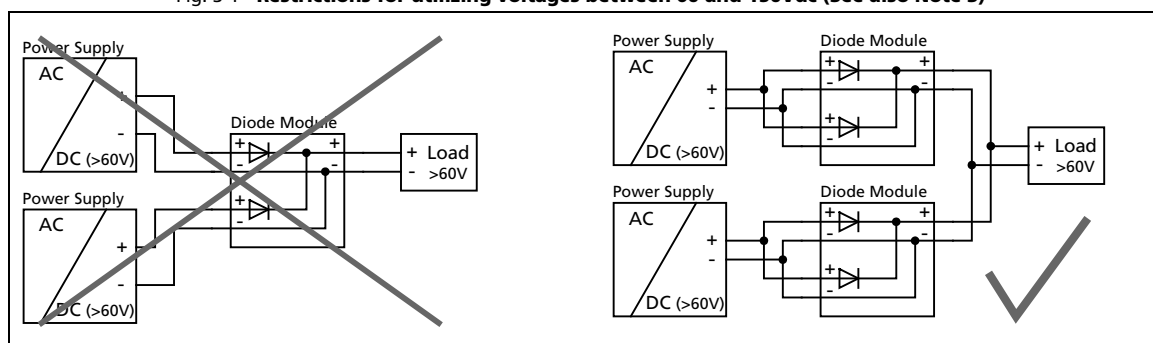 Restrictions for utilizing voltages between 60 and 150Vdc (see also Note 3)
Power Supply
AC
+
-
DC (>60V)
Power Supply
AC
+
-
DC (>60V)
Diode Module
+
-
+
-
+
-
+ Load
- >60V
Power Supply
AC
+
-
DC (>60V)
Diode Module
+
-
+
-
+
-
Power Supply
AC
+
-
DC (>60V)
Diode Module
+
-
+
-
+
-
+ Load
- >60V